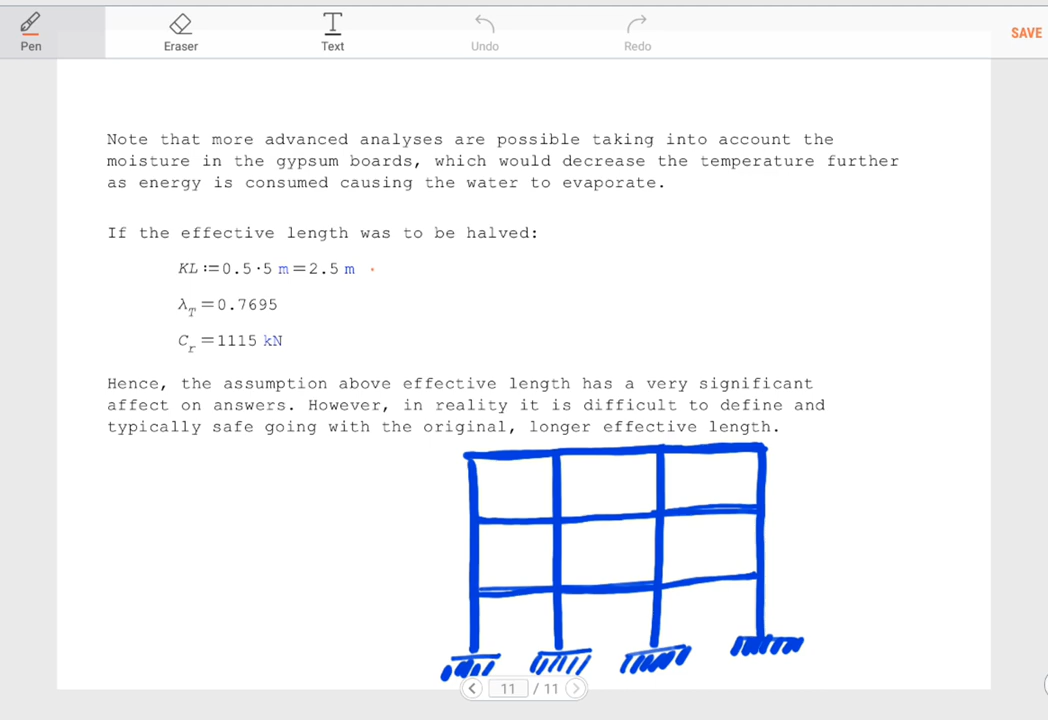 Pen
Eraser
Text
Undo
Redo
SAVE
Note that more advanced analyses are possible taking into account the
moisture in the gypsum boards, which would decrease the temperature further
as energy is consumed causing the water to evaporate.
If the effective length was to be halved:
KL:=0.5·5 m=2.5 m
λ_T=0.7695
C_r=1115 kN
Hence, the assumption above effective length has a very significant
affect on answers. However, in reality it is difficult to define and
typically safe going with the original, longer effective length.
11 / 11